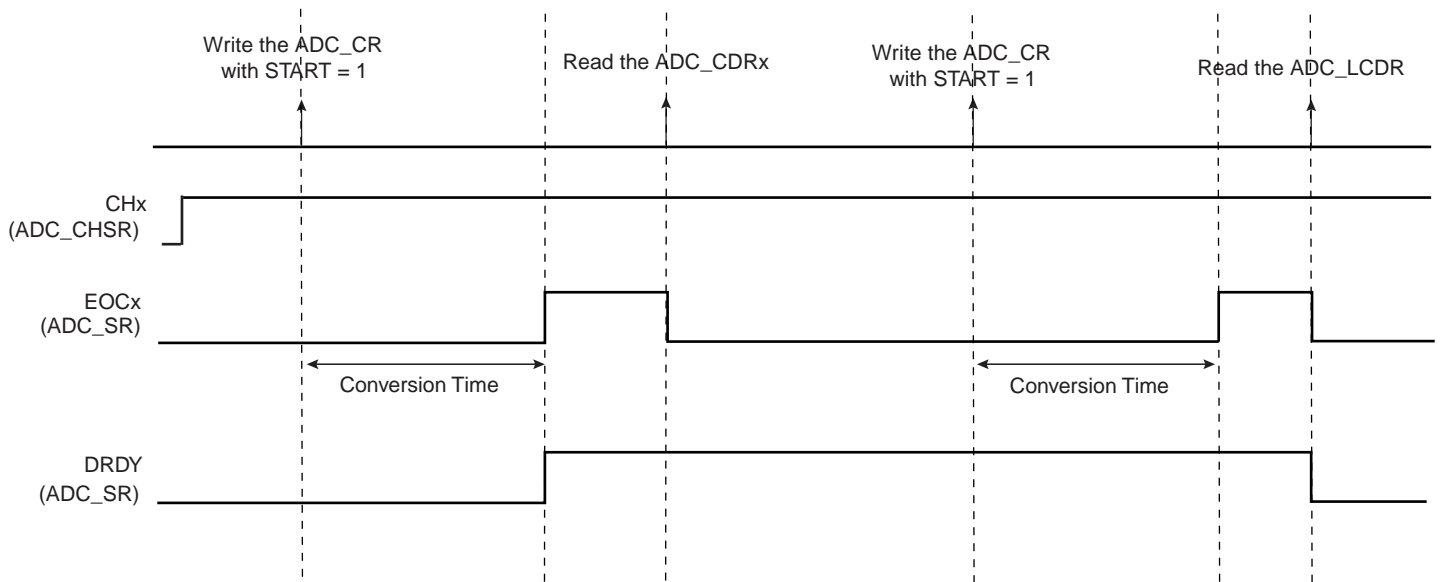 Write the ADC_CR
with START = 1
Read the ADC_CDRx
Write the ADC_CR
with START = 1
Read the ADC_LCDR
CHx
(ADC_CHSR)
EOCx
(ADC_SR)
Conversion Time
Conversion Time
DRDY
(ADC_SR)